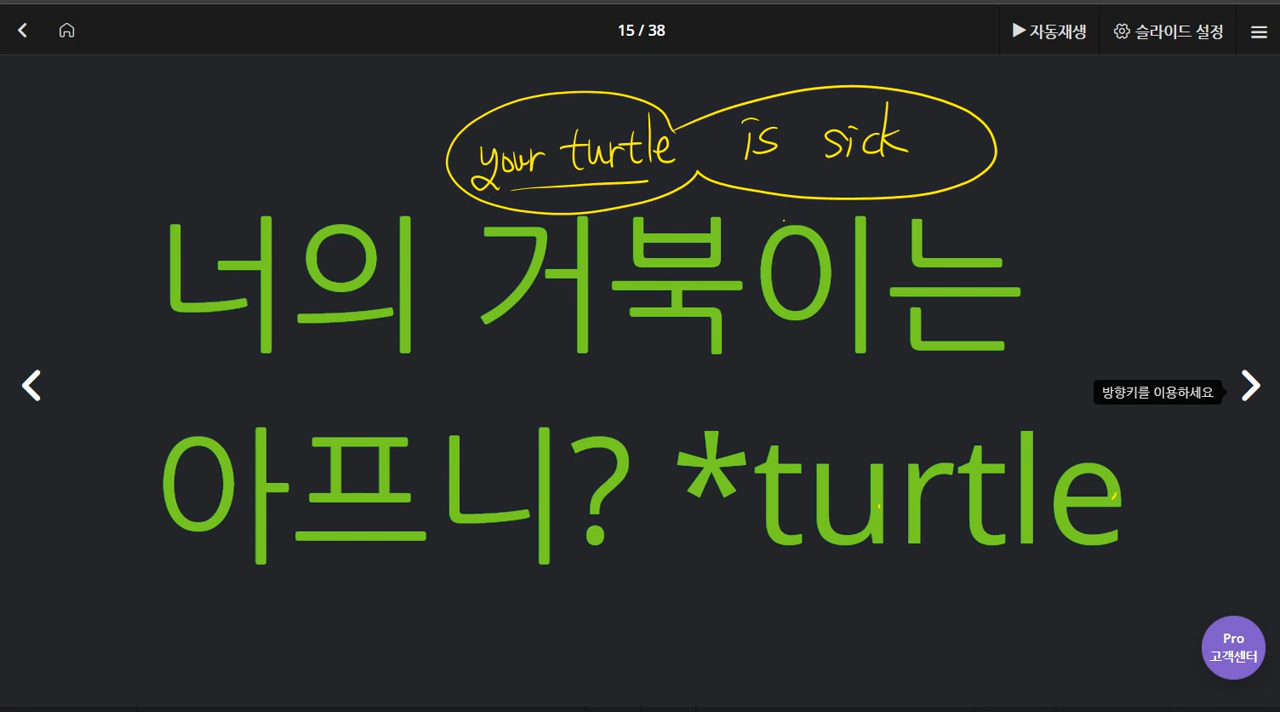 15 / 38
자동재생
슬라이드 설정
your turtle is sick
너의 거북이는
방향키를 이용하세요
아프니? *turtle
Pro
고객센터